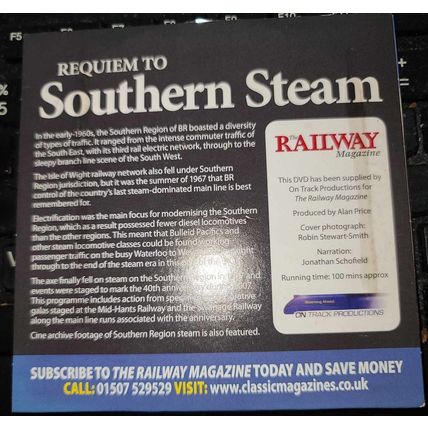 F5
REQUIEM TO
Southern Steam
In the early-1960s, the Southern Region of BR boasted a diversity
of types of traffic. It ranged from the intense commuter traffic of
the South East, with its third rail electric network, through to the
sleepy branch line scene of the South West.
The Isle of Wight railway network also fell under Southern
Region jurisdiction, but it was the summer of 1967 that BR
control of the country's last steam-dominated main line is best
remembered for.
Electrification was the main focus for modernising the Southern
Region, which as a result possessed fewer diesel locomotives
than the other regions. This meant that Bulleid Pacifics and
other steam locomotive classes could be found working
passenger traffic on the busy Waterloo to
through to the end of the steam era in this
The axe finally fell on steam on the Southern Region in and
events were staged to mark the 40th anniversary 2007.
This programme includes action from special
galas staged at the Mid-Hants Railway and the Swanage Railway
along the main line runs associated with the anniversary.
Cine archive footage of Southern Region steam is also featured.
The
RAILWAY
Magazine
This DVD has been supplied by
On Track Productions for
The Railway Magazine
Produced by Alan Price
Cover photograph:
Robin Stewart-Smith
Narration:
Jonathan Schofield
Running time: 100 mins approx
ON TRACK PRODUCTIONS
SUBSCRIBE TO THE RAILWAY MAGAZINE TODAY AND SAVE MONEY
CALL: 01507 529529 VISIT: www.classicmagazines.co.uk